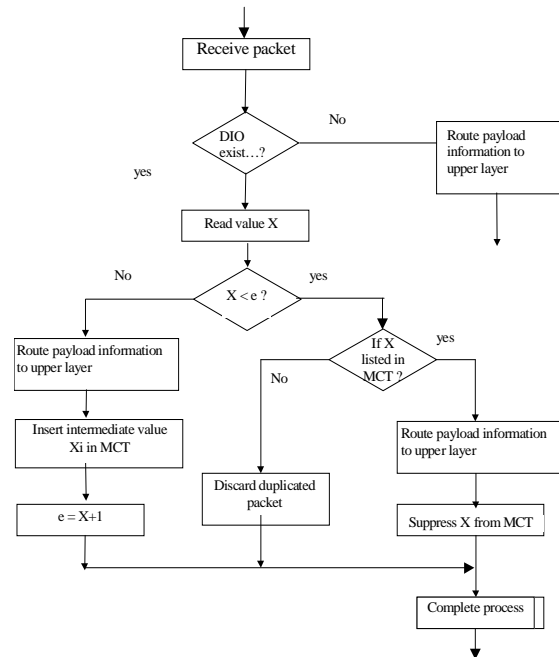 Receive packet
No
DIO
exist…?
Route payload
information to
upper layer
yes
Read value X
No
yes
X < e ?
If X
listed in
MCT ?
yes
Route payload information
to upper layer
No
Insert intermediate value
Xi in MCT
Route payload information
to upper layer
Discard duplicated
packet
e = X+1
Suppress X from MCT
Complete process